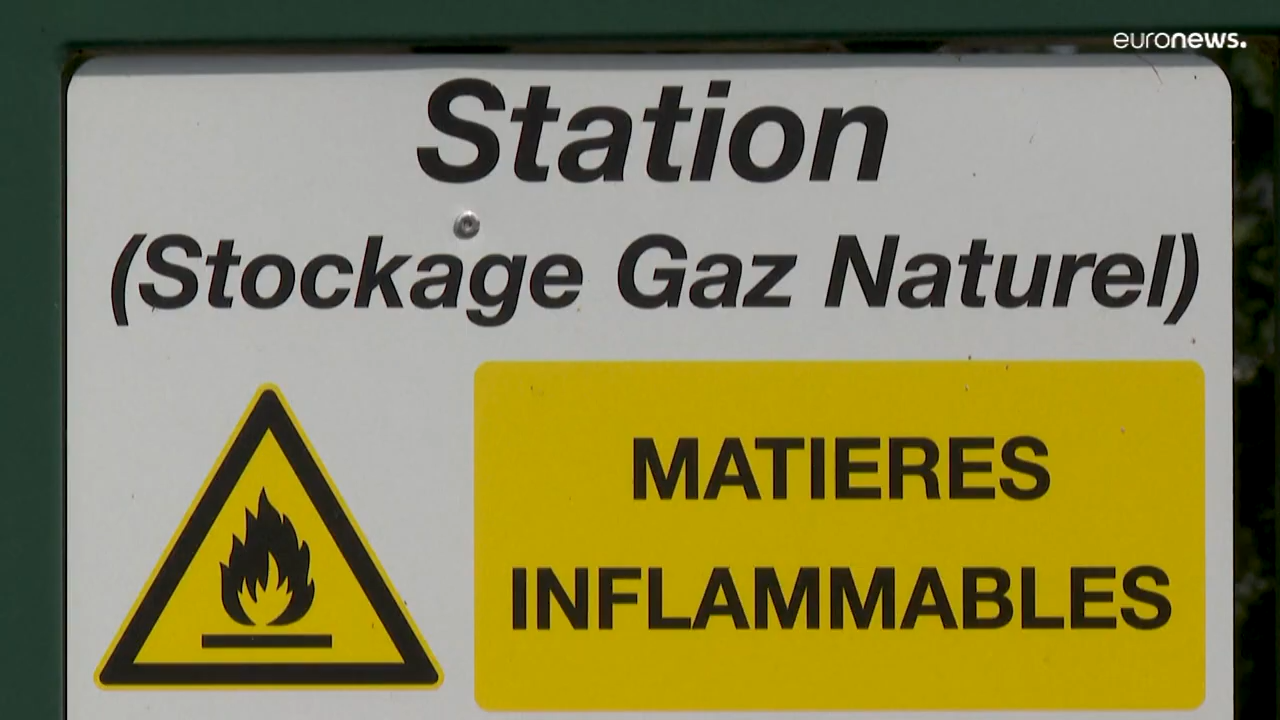 euronews.
Station
(Stockage Gaz Naturel)
MATIERES
INFLAMMABLES